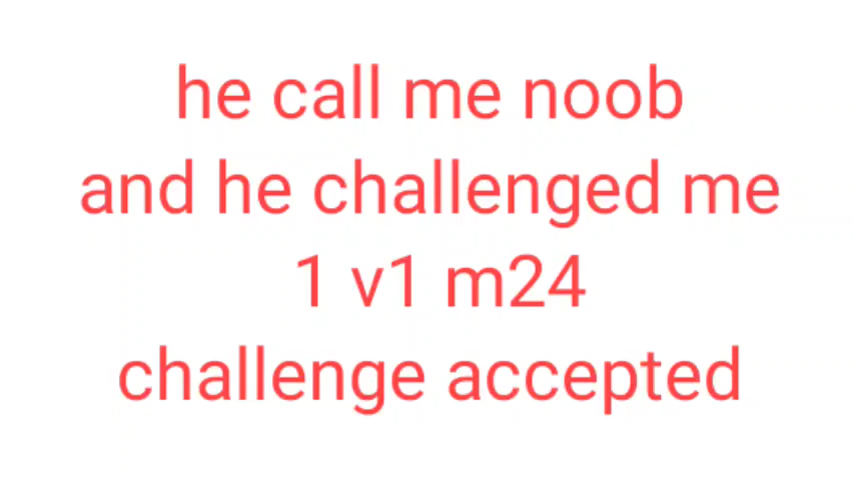 he call me noob
and he challenged me
1 v1 m24
challenge accepted